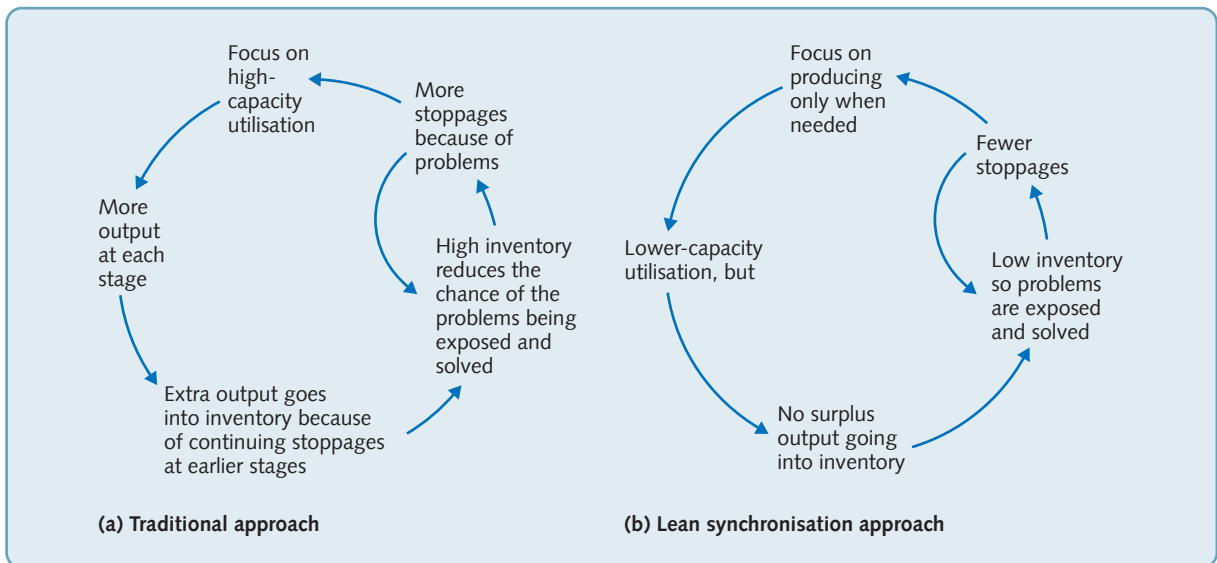 Focus on
high-
capacity
utilisation
More
stoppages
because of
problems
More
output
at each
stage
High inventory
reduces the
chance of the
problems being
exposed and
solved
Extra output goes
into inventory because
of continuing stoppages
at earlier stages
(a) Traditional approach
Focus on
producing
only when
needed
Fewer
stoppages
Lower-capacity
utilisation, but
Low inventory
so problems
are exposed
and solved
No surplus
output going
into inventory
(b) Lean synchronisation approach